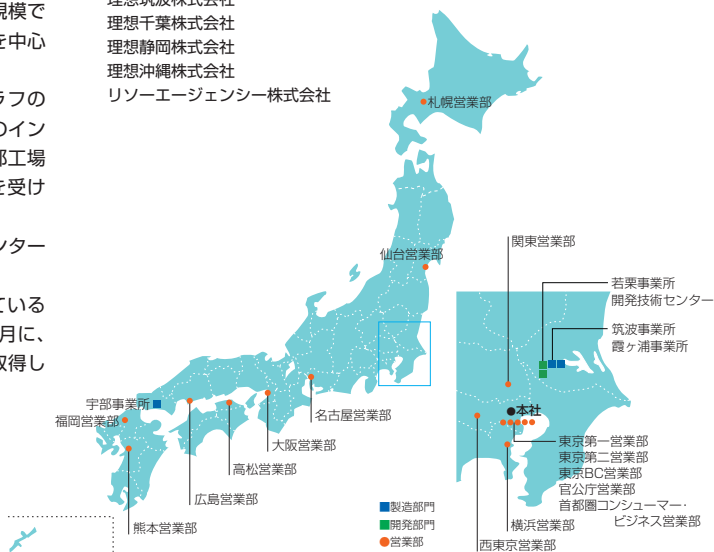 規模で
を中心
ラフの
のイン
部工場
を受け
ンター
ている
月に、
取得し
理想筑波株式会社
理想千葉株式会社
理想静岡株式会社
理想沖縄株式会社
リソーエージェンシー株式会社
札幌営業部
仙台営業部
関東営業部
若栗事業所
開発技術センター
筑波事業所
霞ヶ浦事業所
宇部事業所
福岡営業部
名古屋営業部
大阪営業部
高松営業部
広島営業部
熊本営業部
本社
東京第一営業部
東京第二営業部
東京BC営業部
官公庁営業部
首都圏コンシューマー・
ビジネス営業部
横浜営業部
西東京営業部
製造部門
開発部門
営業部